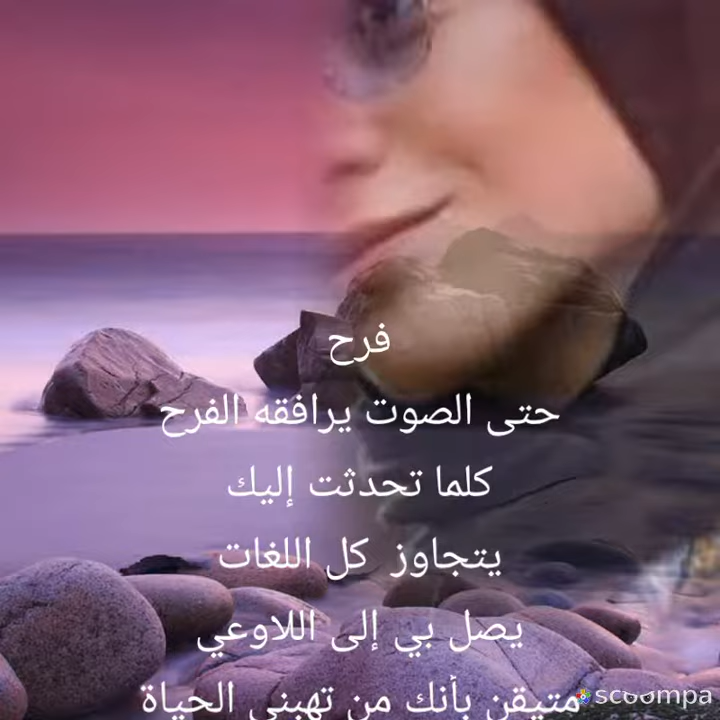 فرح
حتى الصوت يرافقه الفرح
كلما تحدثت إليك
يتجاوز كل اللغات
يصل بي إلى اللاوعي
متيقن بأنك من تهبني الحياة
scoompa